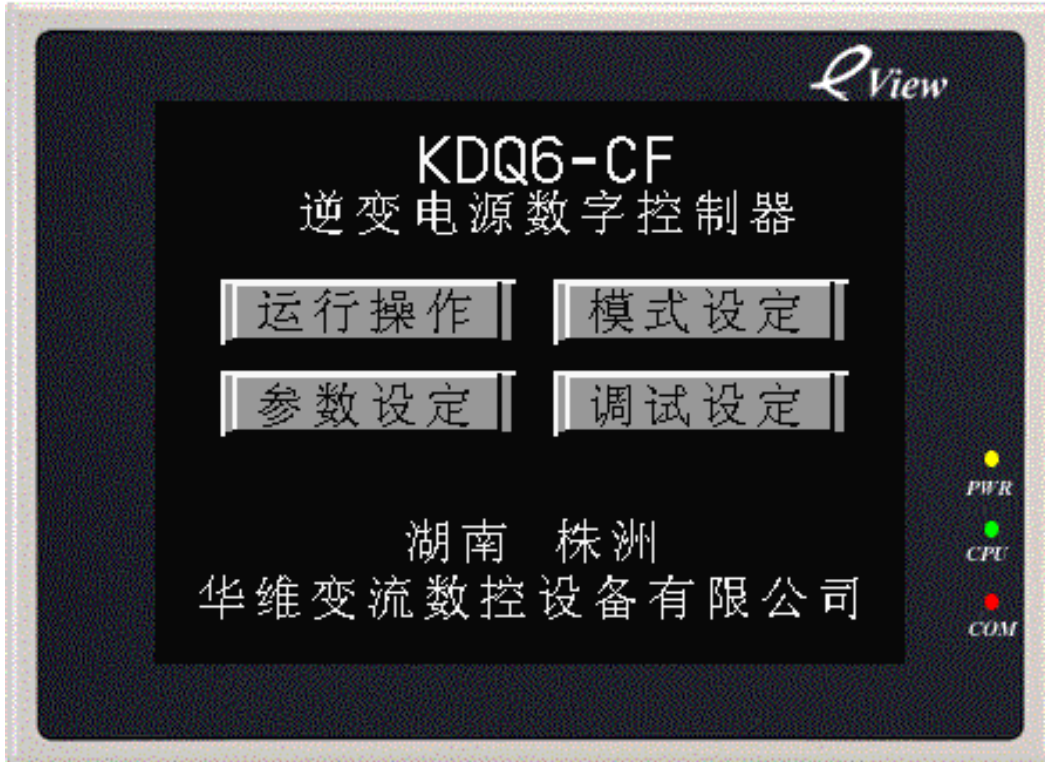 eView
KDQ6-CF
逆变电源数字控制器
运行操作 模式设定
参数设定 调试设定
PWR
CPU
COM
湖南 株洲
华维变流数控设备有限公司